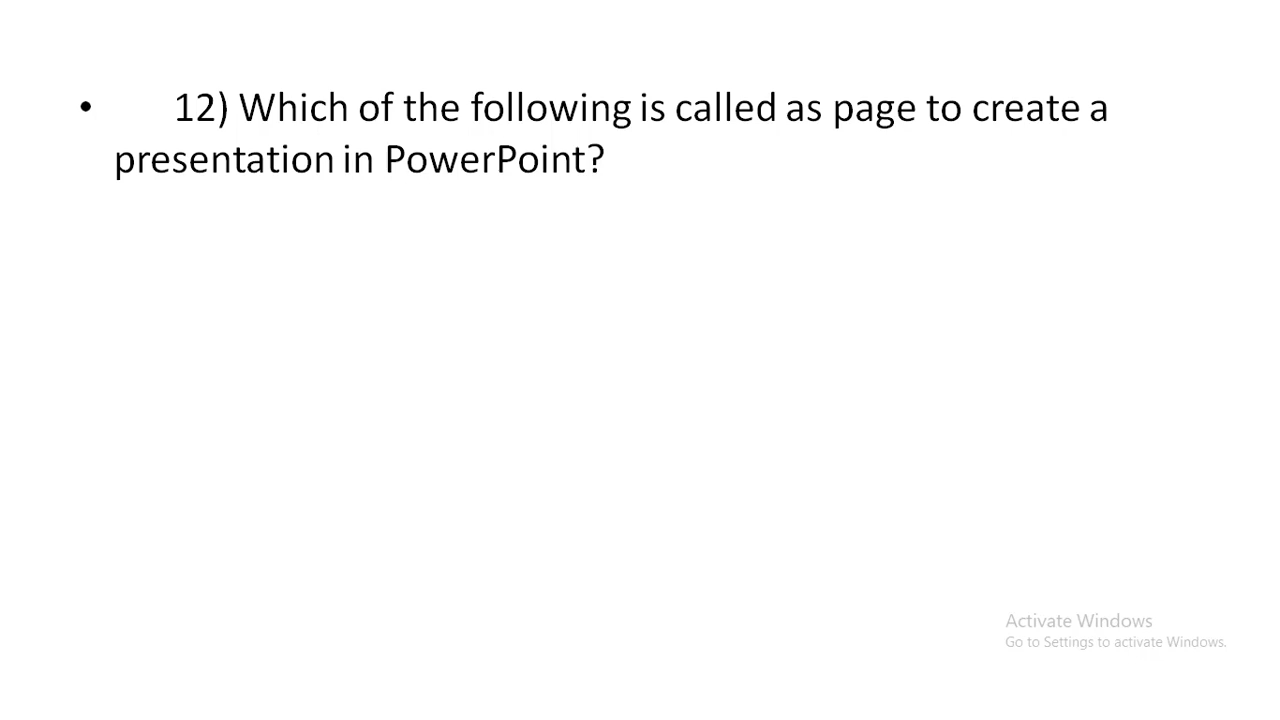 • 12) Which of the following is called as page to create a
presentation in PowerPoint?
Activate Windows
Go to Settings to activate Windows.